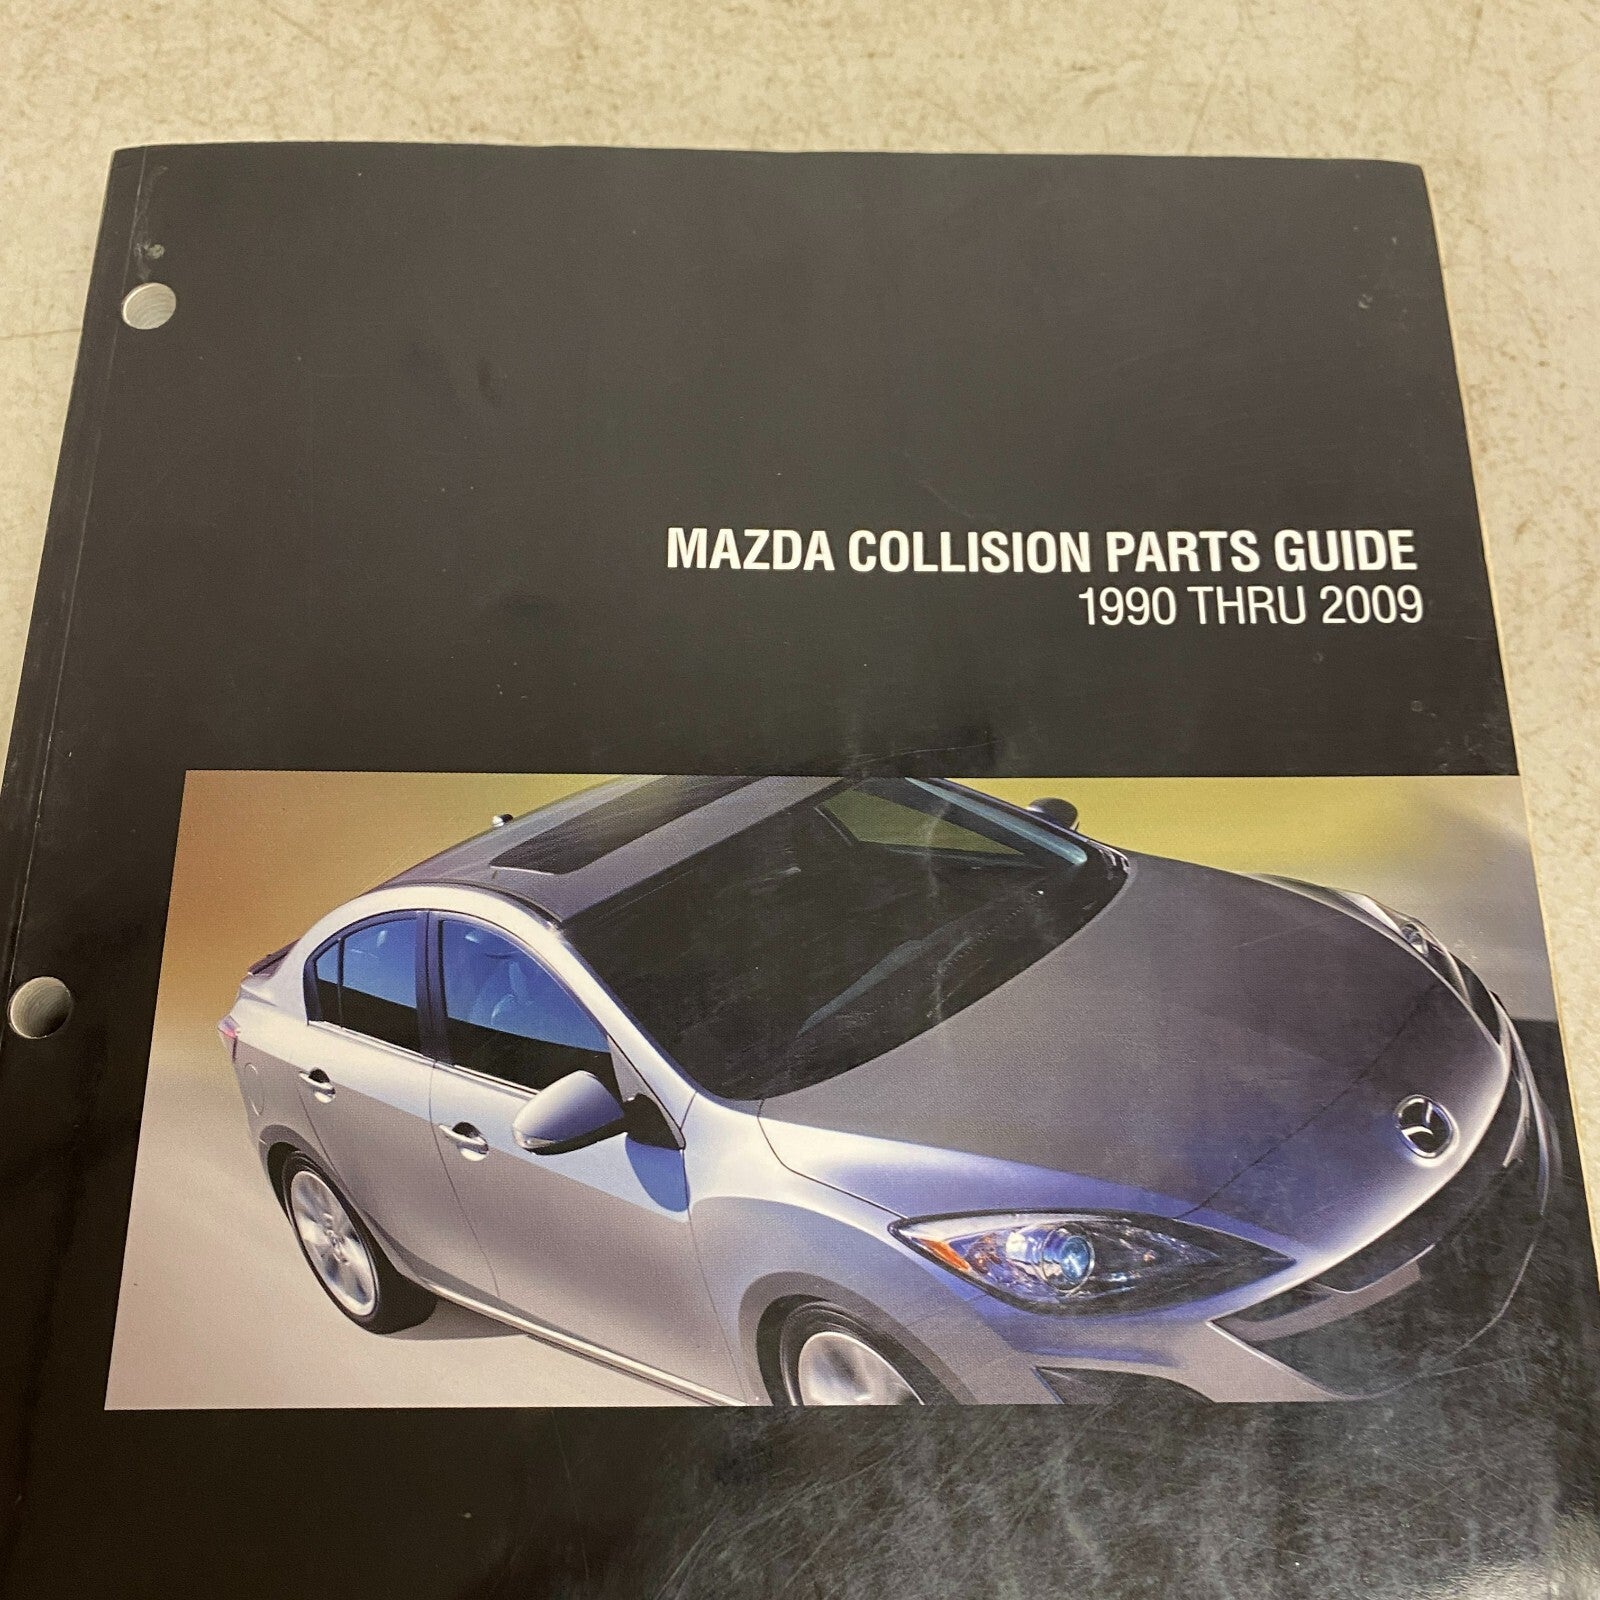 MAZDA COLLISION PARTS GUIDE
1990 THRU 2009